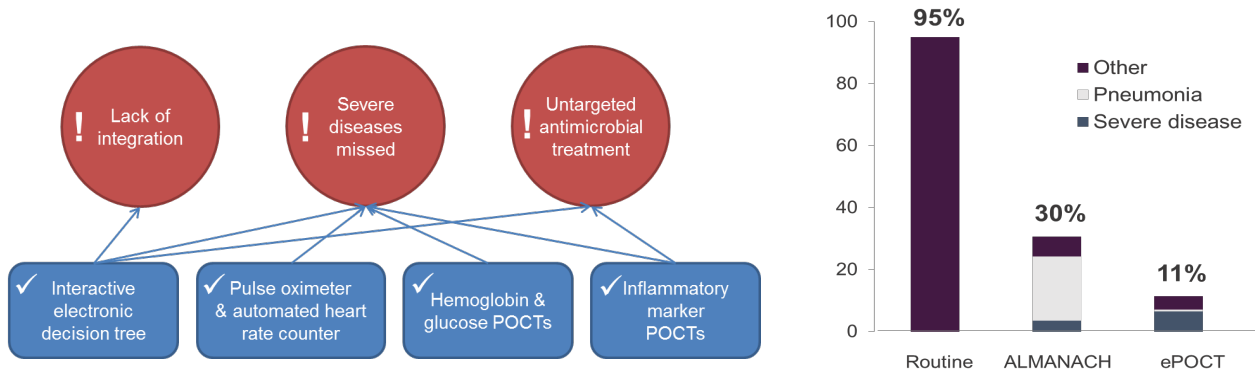 ! Lack of
integration
! Severe
diseases
missed
! Untargeted
antimicrobial
treatment
✓ Interactive
electronic
decision tree
✓ Pulse oximeter
& automated heart
rate counter
✓ Hemoglobin &
glucose POCTs
✓ Inflammatory
marker
POCTs
100
80
60
40
20
0
95%
30%
11%
Other
Pneumonia
Severe disease
Routine
ALMANACH
ePOCT